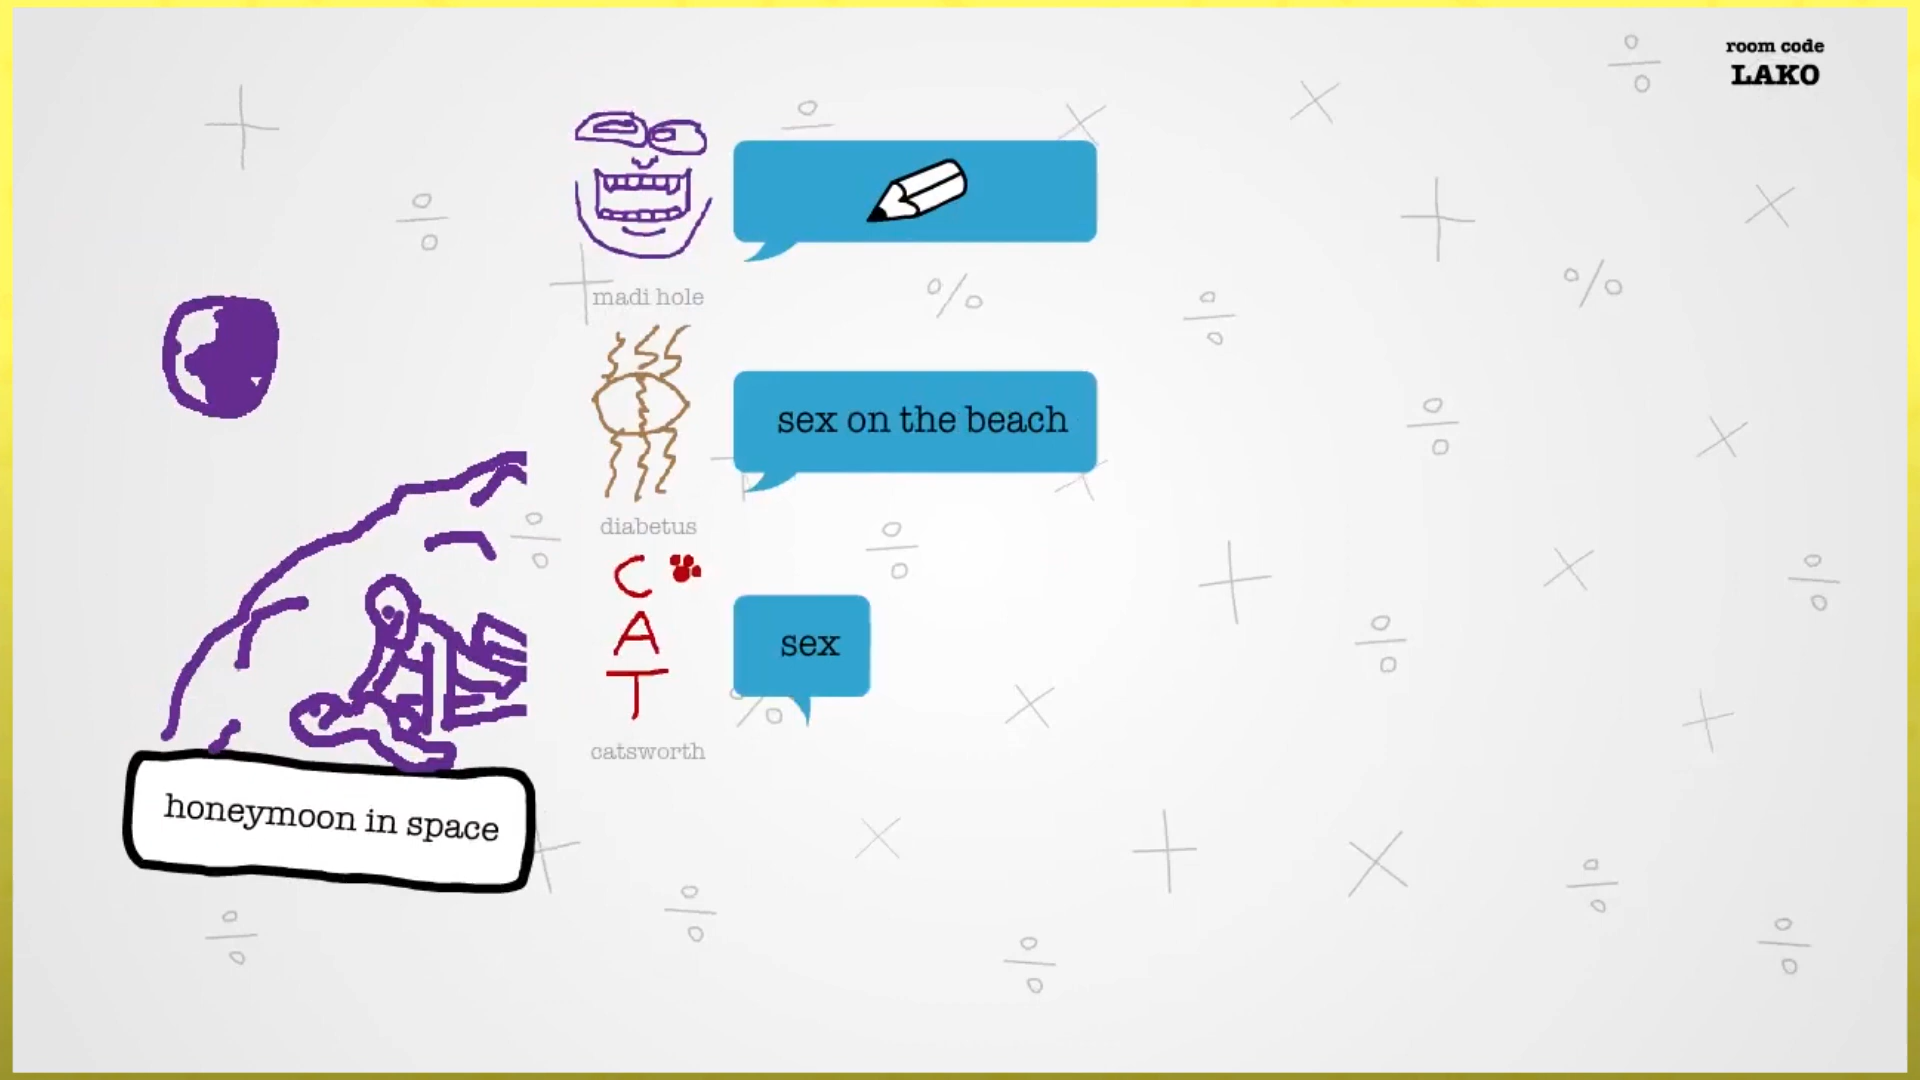 room code
LAKO
madi hole
sex on the beach
diabetus
CAT
sex
catsworth
honeymoon in space